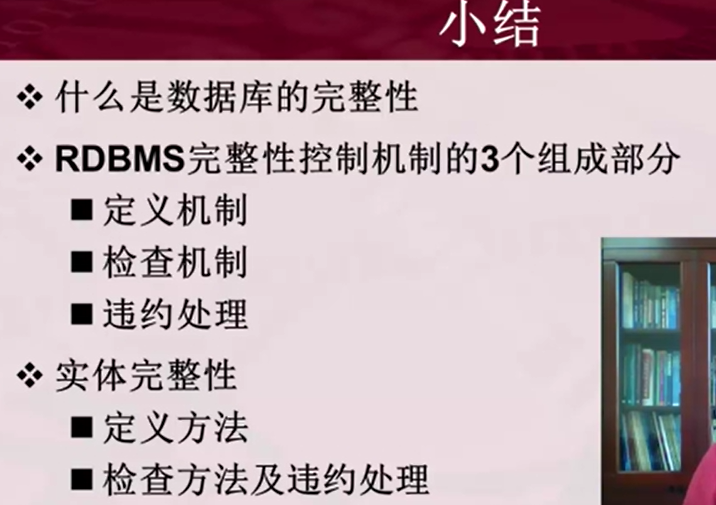 小结
什么是数据库的完整性
RDBMS完整性控制机制的3个组成部分
定义机制
检查机制
违约处理
实体完整性
定义方法
检查方法及违约处理